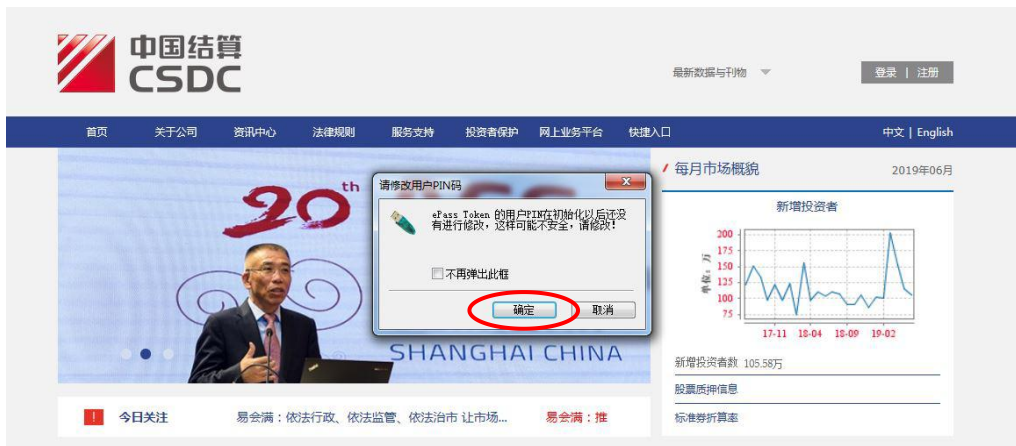 中国结算
CSDC
最新数据与刊物
登录 | 注册
首页 关于公司 资讯中心 法律规则 服务支持 投资者保护 网上业务平台 快捷入口 中文 | English
20th
SHANGHAI CHINA
请修改用户PIN码
ePass Token 的用户PIN在初始化以后还没
有进行修改，这样可能不安全，请修改！
不再弹出此框
确定 取消
每月市场概貌 2019年06月
新增投资者
单位：万
200
175
150
125
100
75
17-11 18-04 18-09 19-02
新增投资者数 105.58万
股票质押信息
标准券折算率
! 今日关注 易会满：依法行政、依法监管、依法治市 让市场... 易会满：推